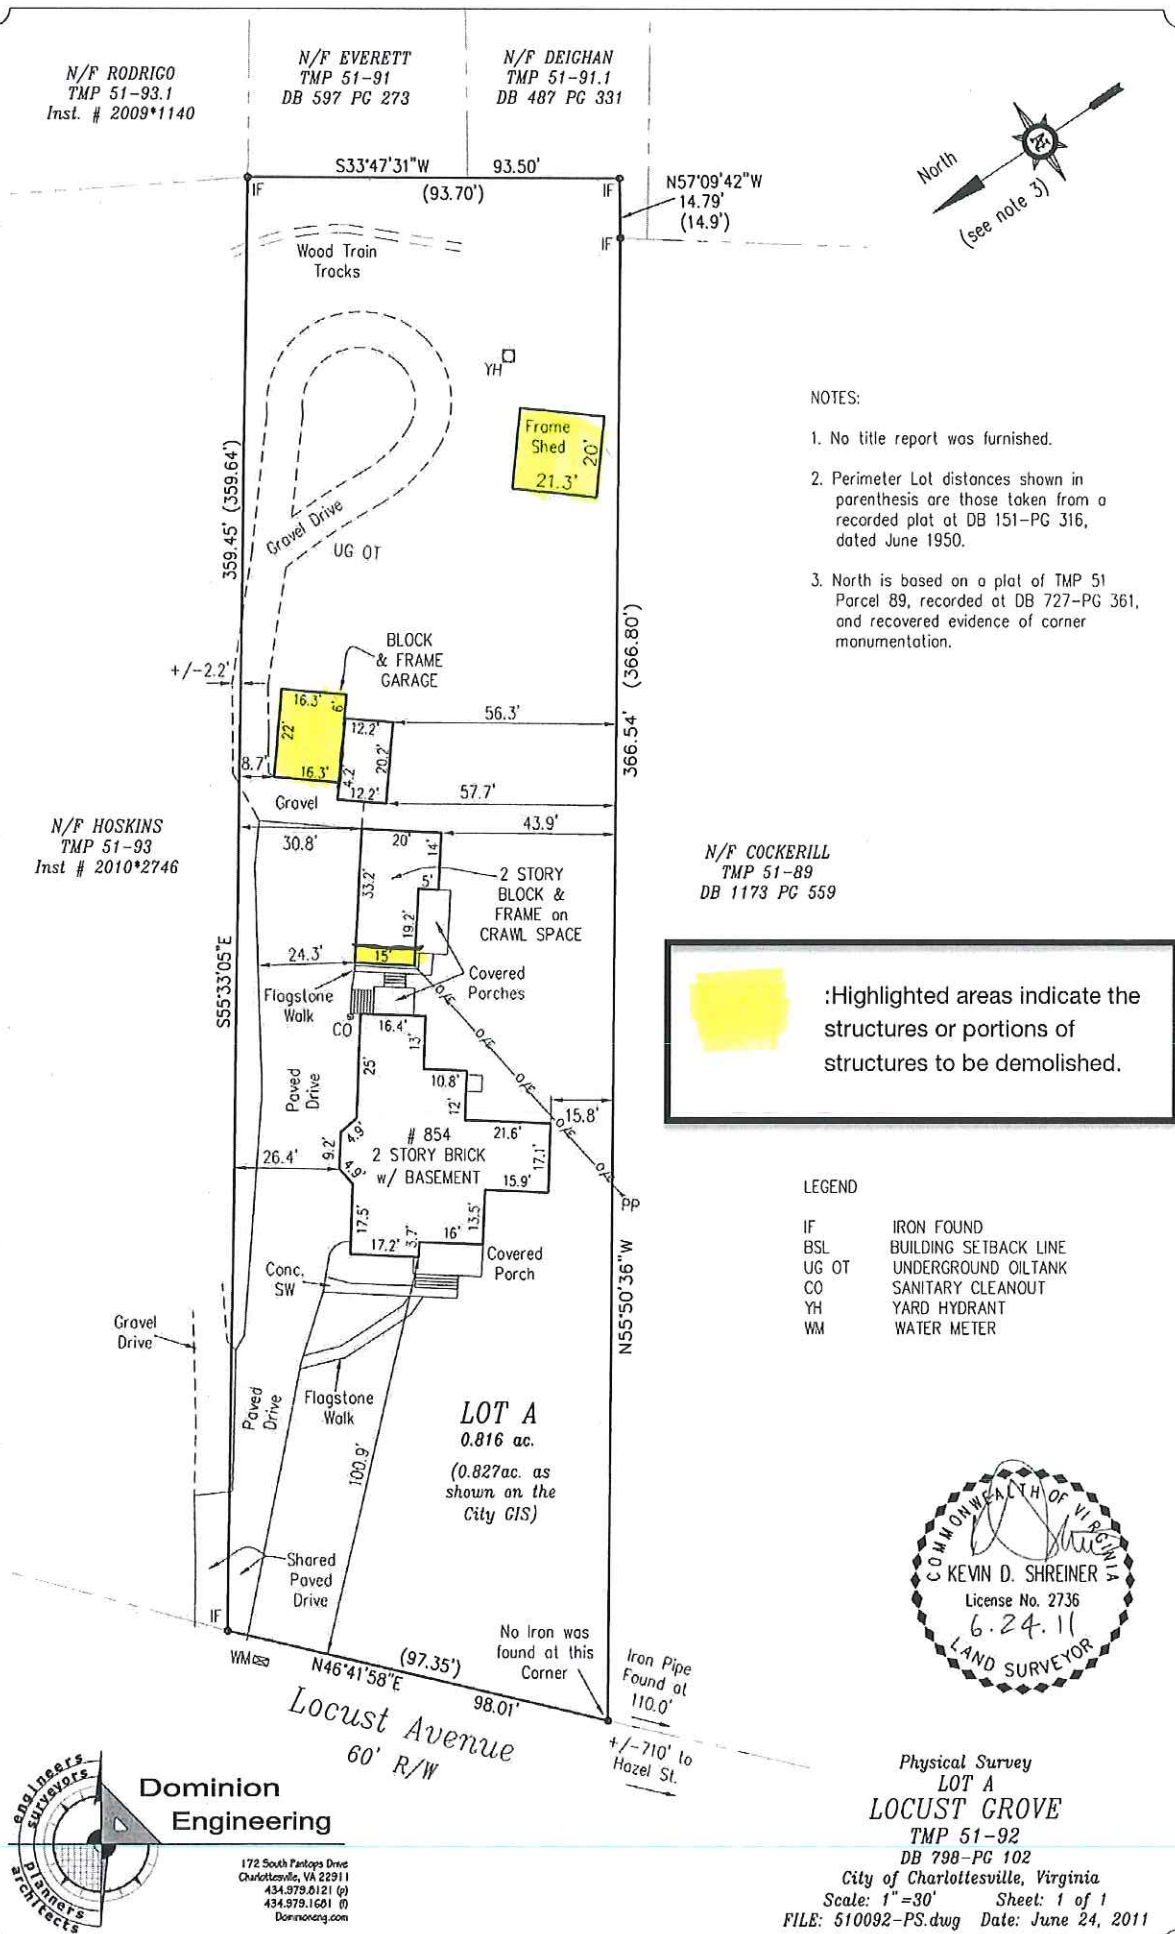 N/F RODRIGO
TMP 51-93.1
Inst. # 2009*1140
N/F EVERETT
TMP 51-91
DB 597 PG 273
N/F DEIGHAN
TMP 51-91.1
DB 487 PG 331
S33°47'31"W 93.50'
(93.70')
IF
IF
N57°09'42"W
14.79'
(14.9')
IF
North
(see note 3)
Wood Train
Tracks
YH
Frame
Shed
20'
21.3'
359.45' (359.64')
Gravel Drive
UG OT
NOTES:
1. No title report was furnished.
2. Perimeter Lot distances shown in
parenthesis are those taken from a
recorded plat at DB 151-PG 316,
dated June 1950.
3. North is based on a plat of TMP 51
Parcel 89, recorded at DB 727-PG 361,
and recovered evidence of corner
monumentation.
BLOCK
& FRAME
GARAGE
+/-2.2'
16.3'
6'
22'
16.3'
8.7'
12.2'
20.2'
4.2'
12.2'
56.3'
57.7'
366.54' (366.80')
Gravel
43.9'
30.8'
20'
14'
5'
33.2'
19.2'
15'
2 STORY
BLOCK &
FRAME on
CRAWL SPACE
N/F HOSKINS
TMP 51-93
Inst # 2010*2746
N/F COCKERILL
TMP 51-89
DB 1173 PG 559
24.3'
Flagstone
Walk
CO
Covered
Porches
S55°33'05"E
:Highlighted areas indicate the
structures or portions of
structures to be demolished.
O/E
O/E
O/E
O/E
O/E
PP
16.4'
13'
25'
10.8'
12'
15.8'
Paved
Drive
4.9'
9.2'
4.9'
# 854
2 STORY BRICK
w/ BASEMENT
21.6'
17.1'
15.9'
26.4'
17.5'
13.5'
16'
3.7'
17.2'
Covered
Porch
Conc.
SW
N55°50'36"W
LEGEND
IF IRON FOUND
BSL BUILDING SETBACK LINE
UG OT UNDERGROUND OILTANK
CO SANITARY CLEANOUT
YH YARD HYDRANT
WM WATER METER
Gravel
Drive
Paved
Drive
Flagstone
Walk
100.9'
LOT A
0.816 ac.
(0.827ac. as
shown on the
City GIS)
Shared
Paved
Drive
IF
WM
N46°41'58"E
(97.35')
98.01'
No Iron was
found at this
Corner
Iron Pipe
Found at
110.0'
+/-710' to
Hazel St.
Locust Avenue
60' R/W
COMMONWEALTH OF VIRGINIA
KEVIN D. SHREINER
License No. 2736
6.24.11
LAND SURVEYOR
engineers
surveyors
planners
architects
Dominion
Engineering
172 South Pantops Drive
Charlottesville, VA 22911
434.979.8121 (p)
434.979.1681 (f)
Dominioneng.com
Physical Survey
LOT A
LOCUST GROVE
TMP 51-92
DB 798-PG 102
City of Charlottesville, Virginia
Scale: 1"=30' Sheet: 1 of 1
FILE: 510092-PS.dwg Date: June 24, 2011